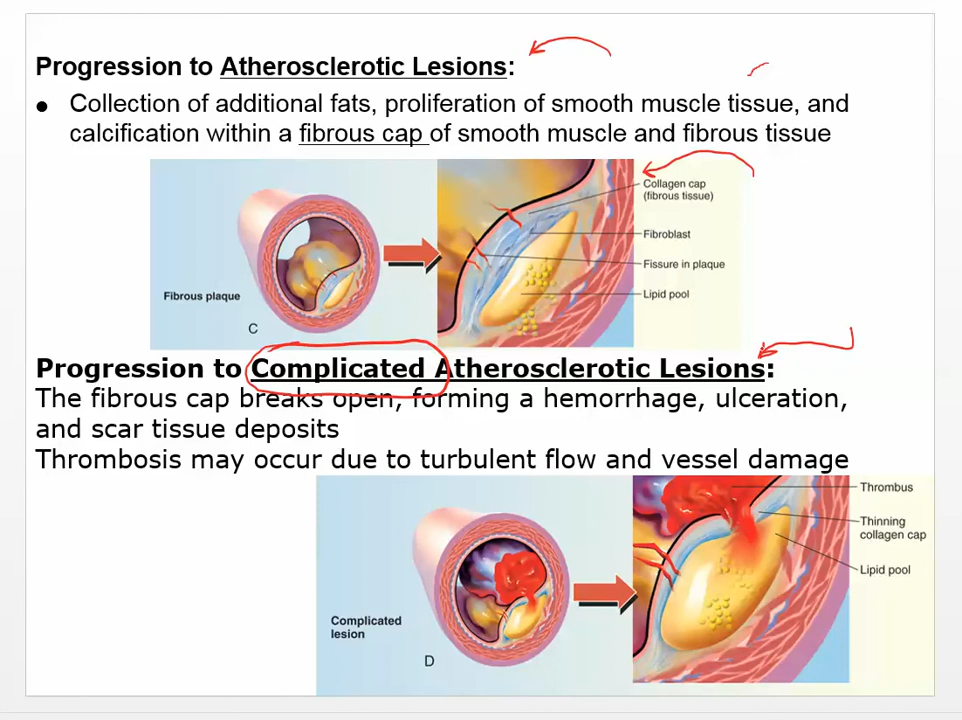 Progression to Atherosclerotic Lesions:
● Collection of additional fats, proliferation of smooth muscle tissue, and
calcification within a fibrous cap of smooth muscle and fibrous tissue
Collagen cap
(fibrous tissue)
Fibroblast
Fissure in plaque
Lipid pool
Fibrous plaque
C
Progression to Complicated Atherosclerotic Lesions:
The fibrous cap breaks open, forming a hemorrhage, ulceration,
and scar tissue deposits
Thrombosis may occur due to turbulent flow and vessel damage
Thrombus
Thinning
collagen cap
Lipid pool
Complicated
lesion
D